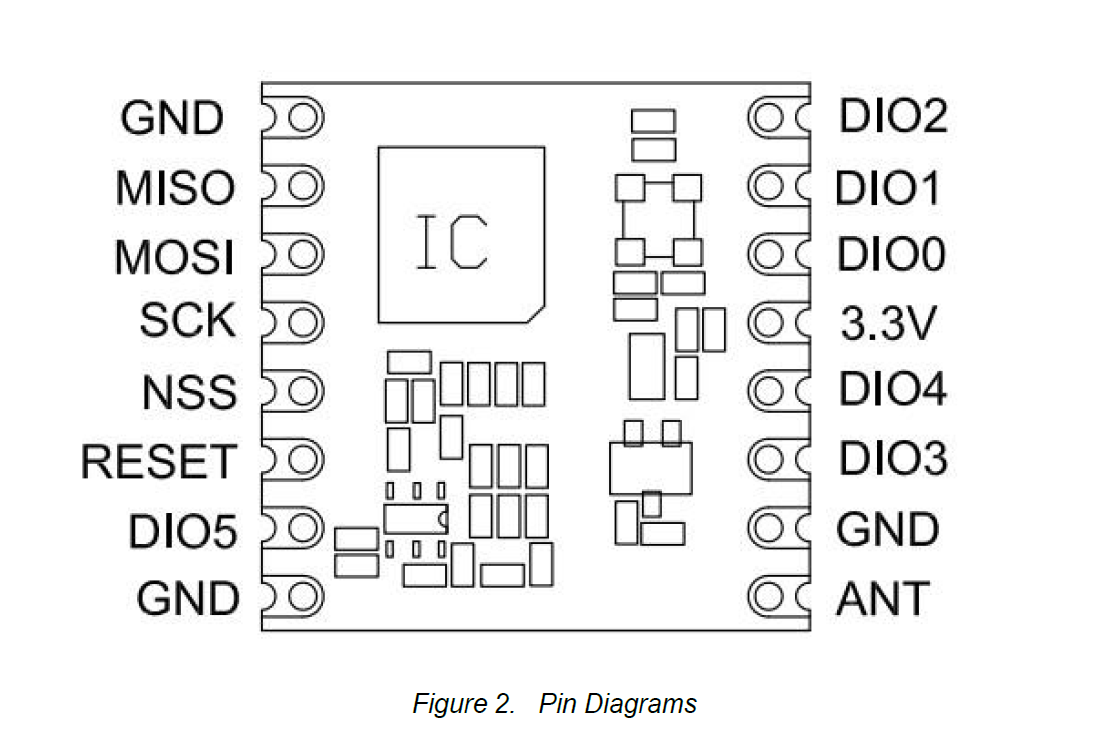 GND DIO2
MISO DIO1
MOSI IC DIO0
SCK 3.3V
NSS DIO4
RESET DIO3
DIO5 GND
GND ANT
Figure 2. Pin Diagrams